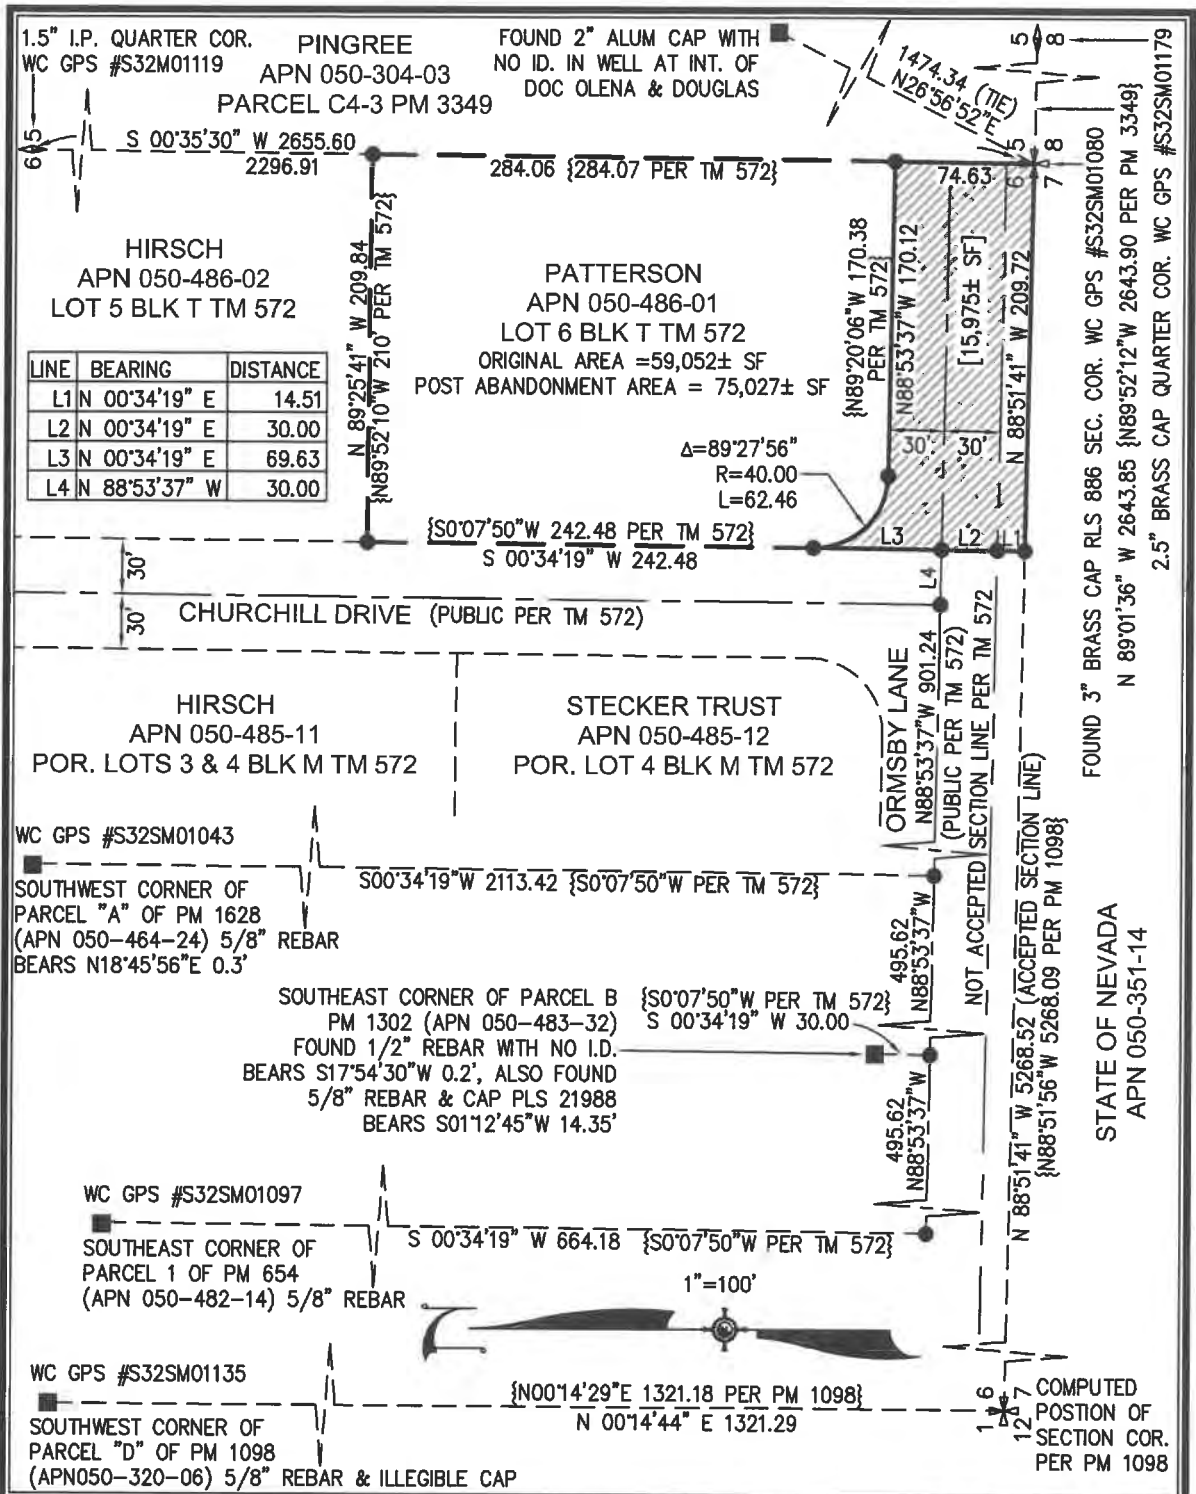 1.5" I.P. QUARTER COR.
WC GPS #S32M01119
PINGREE
APN 050-304-03
PARCEL C4-3 PM 3349
FOUND 2" ALUM CAP WITH
NO ID. IN WELL AT INT. OF
DOC OLENA & DOUGLAS
1474.34 (TIE)
N26°56'52"E
5
8
2.5" BRASS CAP QUARTER COR. WC GPS #S32SM01179
N 89°01'36" W 2643.85 {N89°52'12"W 2643.90 PER PM 3349}
FOUND 3" BRASS CAP RLS 886 SEC. COR. WC GPS #S32SM01080
6
5
S 00°35'30" W 2655.60
2296.91
284.06 {284.07 PER TM 572}
74.63
5
8
6
7
HIRSCH
APN 050-486-02
LOT 5 BLK T TM 572
N 89°25'41" W 209.84
{N89°52'10"W 210' PER TM 572}
PATTERSON
APN 050-486-01
LOT 6 BLK T TM 572
ORIGINAL AREA =59,052± SF
POST ABANDONMENT AREA = 75,027± SF
{N89°20'06"W 170.38
PER TM 572}
N88°53'37"W 170.12
[15,975± SF]
N 88°51'41" W 209.72
LINE BEARING DISTANCE
L1 N 00°34'19" E 14.51
L2 N 00°34'19" E 30.00
L3 N 00°34'19" E 69.63
L4 N 88°53'37" W 30.00
Δ=89°27'56"
R=40.00
L=62.46
30' 30'
{S0°07'50"W 242.48 PER TM 572}
S 00°34'19" W 242.48
L3 L2 L1
L4
30'
30'
CHURCHILL DRIVE (PUBLIC PER TM 572)
HIRSCH
APN 050-485-11
POR. LOTS 3 & 4 BLK M TM 572
STECKER TRUST
APN 050-485-12
POR. LOT 4 BLK M TM 572
ORMSBY LANE
N88°53'37"W 901.24
(PUBLIC PER TM 572)
NOT ACCEPTED SECTION LINE PER TM 572
N 88°51'41" W 5268.52 (ACCEPTED SECTION LINE)
{N88°51'56"W 5268.09 PER PM 1098}
STATE OF NEVADA
APN 050-351-14
WC GPS #S32SM01043
SOUTHWEST CORNER OF
PARCEL "A" OF PM 1628
(APN 050-464-24) 5/8" REBAR
BEARS N18°45'56"E 0.3'
S00°34'19"W 2113.42 {S0°07'50"W PER TM 572}
495.62
N88°53'37"W
SOUTHEAST CORNER OF PARCEL B
PM 1302 (APN 050-483-32)
FOUND 1/2" REBAR WITH NO I.D.
BEARS S17°54'30"W 0.2', ALSO FOUND
5/8" REBAR & CAP PLS 21988
BEARS S01°12'45"W 14.35'
{S0°07'50"W PER TM 572}
S 00°34'19" W 30.00
495.62
N88°53'37"W
WC GPS #S32SM01097
SOUTHEAST CORNER OF
PARCEL 1 OF PM 654
(APN 050-482-14) 5/8" REBAR
S 00°34'19" W 664.18 {S0°07'50"W PER TM 572}
1"=100'
WC GPS #S32SM01135
SOUTHWEST CORNER OF
PARCEL "D" OF PM 1098
(APN050-320-06) 5/8" REBAR & ILLEGIBLE CAP
{N00°14'29"E 1321.18 PER PM 1098}
N 00°14'44" E 1321.29
1
6
12
7
COMPUTED
POSTION OF
SECTION COR.
PER PM 1098